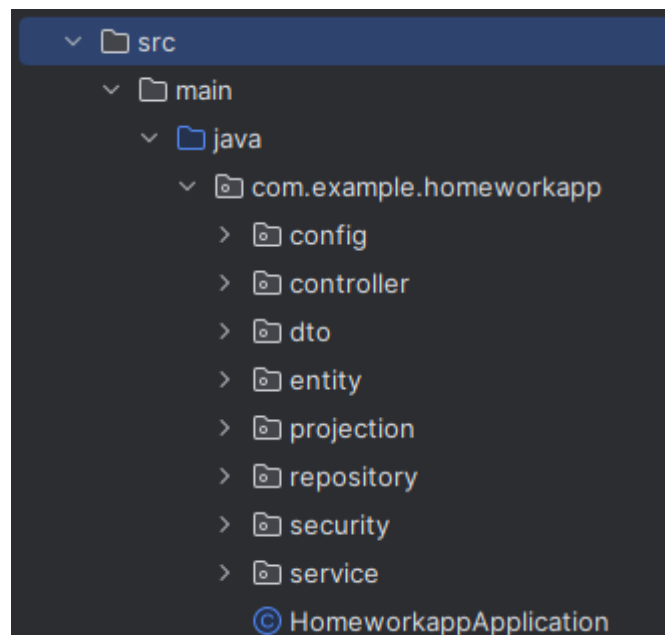 src
main
java
com.example.homeworkapp
config
controller
dto
entity
projection
repository
security
service
HomeworkappApplication